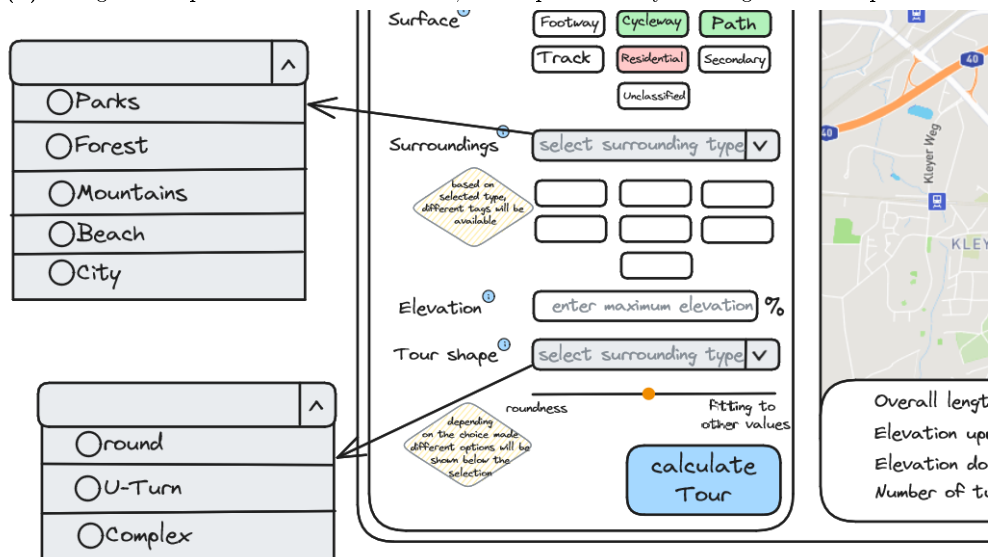 Surface
Footway
Cycleway
Path
Track
Residential
Secondary
Unclassified
Parks
Forest
Mountains
Beach
City
Surroundings
select surrounding type
based on
selected type,
different tags will be
available
Elevation
enter maximum elevation
%
Tour shape
select surrounding type
roundness
fitting to
other values
depending
on the choice made
different options will be
shown below the
selection
calculate
Tour
round
U-Turn
Complex
40
40
Kleyer Weg
KLEY
Overall lengt
Elevation up
Elevation do
Number of tu